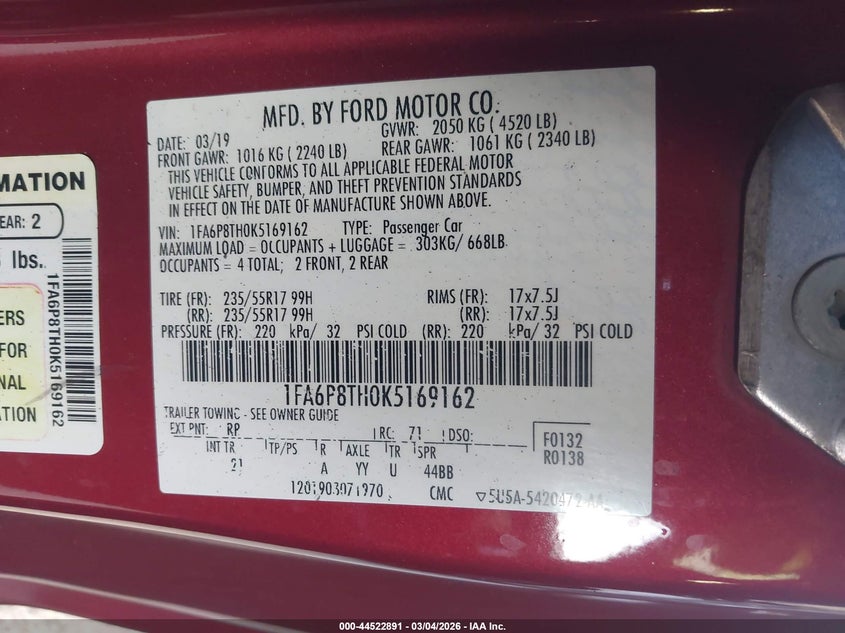 MFD. BY FORD MOTOR CO.
DATE: 03/19 GVWR: 2050 KG ( 4520 LB)
FRONT GAWR: 1016 KG ( 2240 LB) REAR GAWR: 1061 KG ( 2340 LB)
THIS VEHICLE CONFORMS TO ALL APPLICABLE FEDERAL MOTOR
VEHICLE SAFETY, BUMPER, AND THEFT PREVENTION STANDARDS
IN EFFECT ON THE DATE OF MANUFACTURE SHOWN ABOVE.
VIN: 1FA6P8TH0K5169162 TYPE: Passenger Car
MAXIMUM LOAD = OCCUPANTS + LUGGAGE = 303KG/ 668LB
OCCUPANTS = 4 TOTAL; 2 FRONT, 2 REAR
TIRE (FR): 235/55R17 99H RIMS (FR): 17x7.5J
(RR): 235/55R17 99H (RR): 17x7.5J
PRESSURE (FR): 220 kPa/ 32 PSI COLD (RR): 220 kPa/ 32 PSI COLD
1FA6P8TH0K5169162
TRAILER TOWING - SEE OWNER GUIDE
EXT PNT: RP RC: 71 DSO:
INT TR TP/PS R AXLE TR SPR
21 A YY U 44BB
F0132
R0138
1201903071970 CMC
MATION
EAR: 2
lbs.
1FA6P8TH0K5169162
ERS
FOR
NAL
ATION
000-44522891 - 03/04/2026 - IAA Inc.